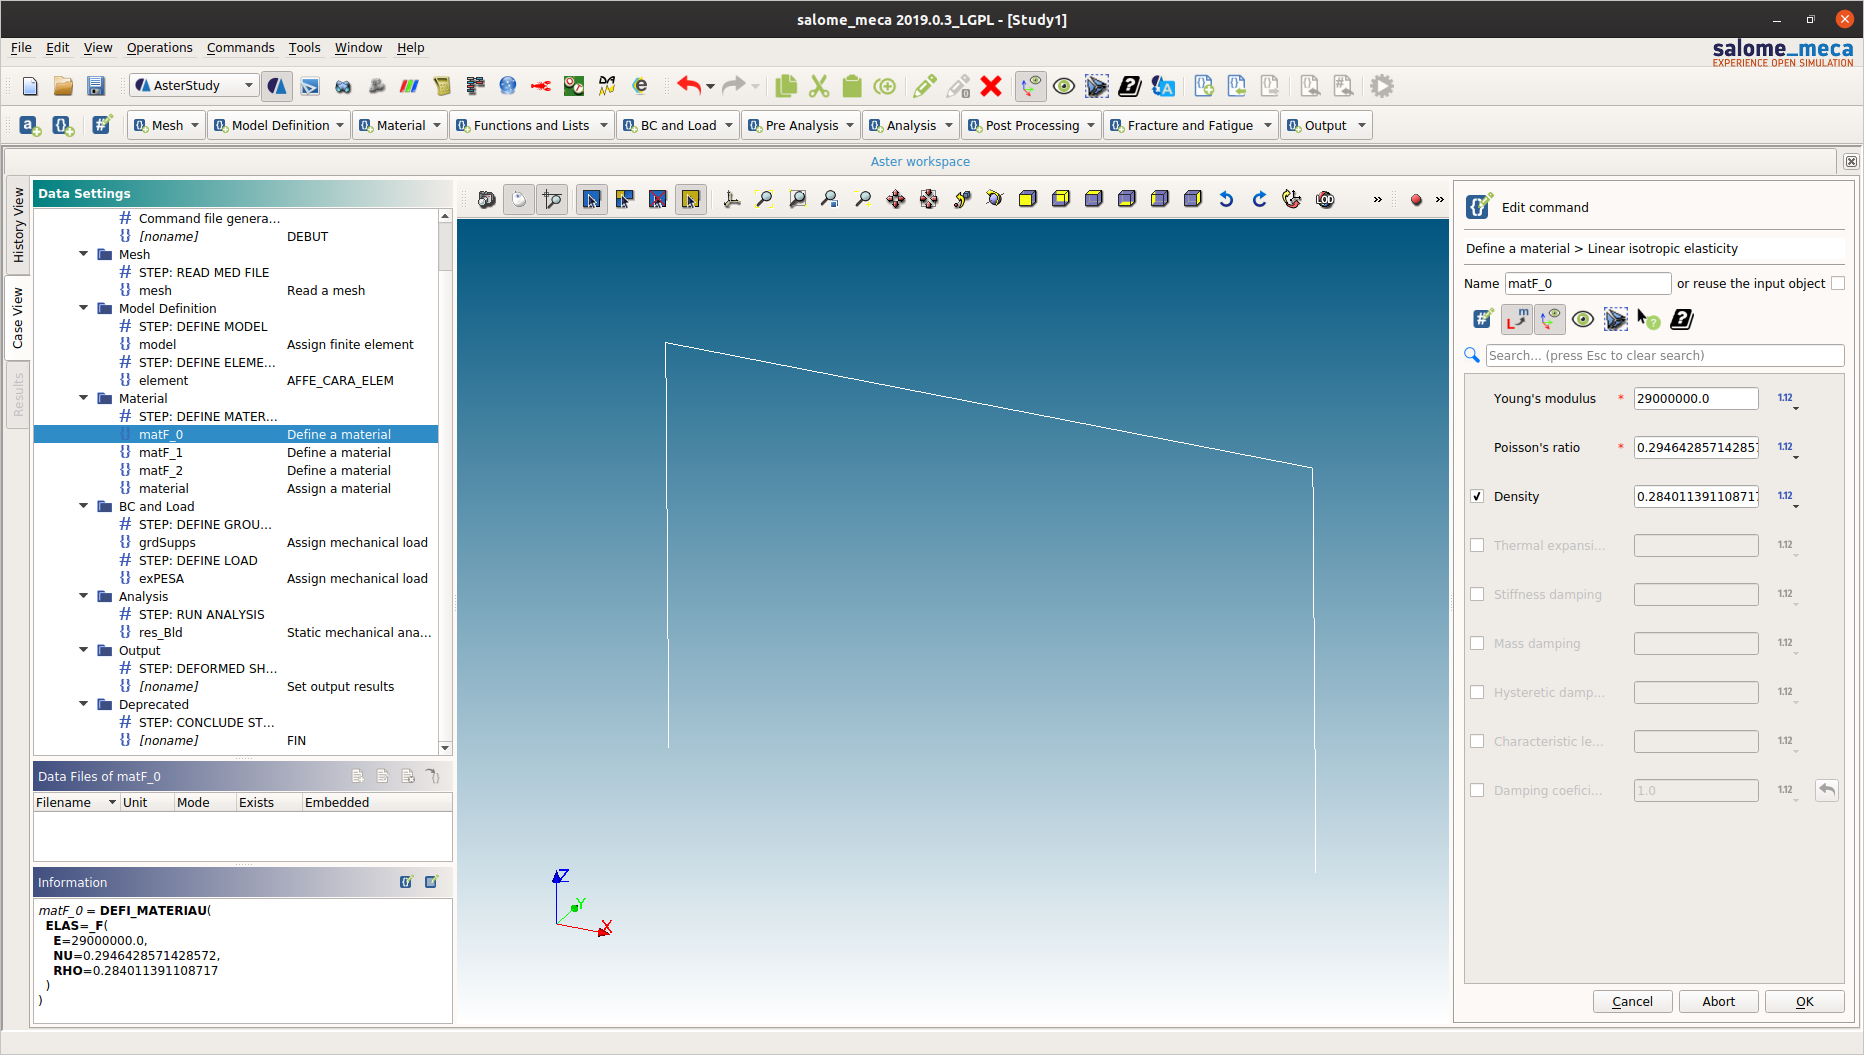 salome_meca 2019.0.3_LGPL - [Study1]
File Edit View Operations Commands Tools Window Help
salome_meca
EXPERIENCE OPEN SIMULATION
AsterStudy
Mesh Model Definition Material Functions and Lists BC and Load Pre Analysis Analysis Post Processing Fracture and Fatigue Output
Aster workspace
History View
Case View
Results
Data Settings
# Command file genera...
{} [noname] DEBUT
Mesh
# STEP: READ MED FILE
{} mesh Read a mesh
Model Definition
# STEP: DEFINE MODEL
{} model Assign finite element
# STEP: DEFINE ELEME...
{} element AFFE_CARA_ELEM
Material
# STEP: DEFINE MATER...
{} matF_0 Define a material
{} matF_1 Define a material
{} matF_2 Define a material
{} material Assign a material
BC and Load
# STEP: DEFINE GROU...
{} grdSupps Assign mechanical load
# STEP: DEFINE LOAD
{} exPESA Assign mechanical load
Analysis
# STEP: RUN ANALYSIS
{} res_Bld Static mechanical ana...
Output
# STEP: DEFORMED SH...
{} [noname] Set output results
Deprecated
# STEP: CONCLUDE ST...
{} [noname] FIN
Data Files of matF_0
Filename Unit Mode Exists Embedded
Information
matF_0 = DEFI_MATERIAU(
ELAS=_F(
E=29000000.0,
NU=0.2946428571428572,
RHO=0.284011391108717
)
)
LOD
» »
Z
Y
X
Edit command
Define a material > Linear isotropic elasticity
Name matF_0 or reuse the input object
Search... (press Esc to clear search)
Young's modulus * 29000000.0 1.12
Poisson's ratio * 0.294642857142857 1.12
Density 0.284011391108717 1.12
Thermal expansi... 1.12
Stiffness damping 1.12
Mass damping 1.12
Hysteretic damp... 1.12
Characteristic le... 1.12
Damping coefici... 1.0 1.12
Cancel Abort OK